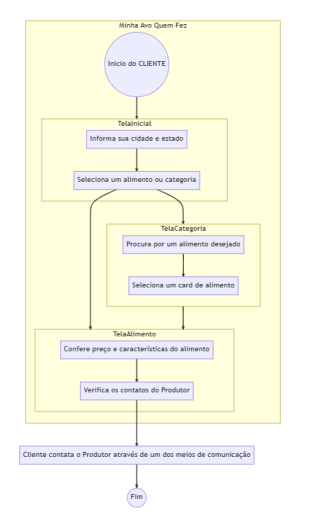 Minha Avo Quem Fez
Inicio do CLIENTE
TelaInicial
Informa sua cidade e estado
Seleciona um alimento ou categoria
TelaCategoria
Procura por um alimento desejado
Seleciona um card de alimento
TelaAlimento
Confere preço e características do alimento
Verifica os contatos do Produtor
Cliente contata o Produtor através de um dos meios de comunicação
Fim